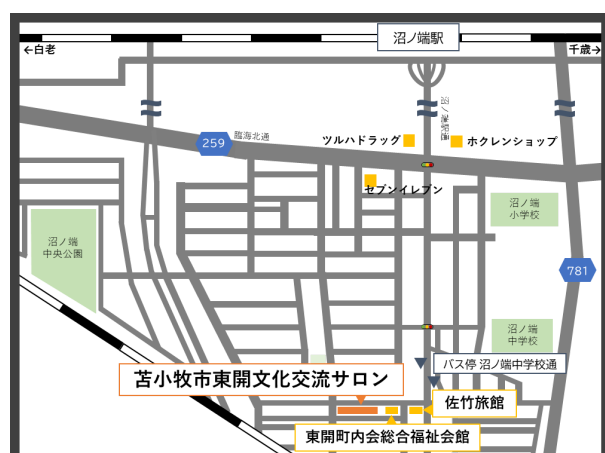 沼ノ端駅
←白老
千歳→
臨海北通
259
沼ノ端駅通
ツルハドラッグ
ホクレンショップ
セブンイレブン
沼ノ端
小学校
沼ノ端
中央公園
781
沼ノ端
中学校
バス停 沼ノ端中学校通
苫小牧市東開文化交流サロン
佐竹旅館
東開町内会総合福祉会館